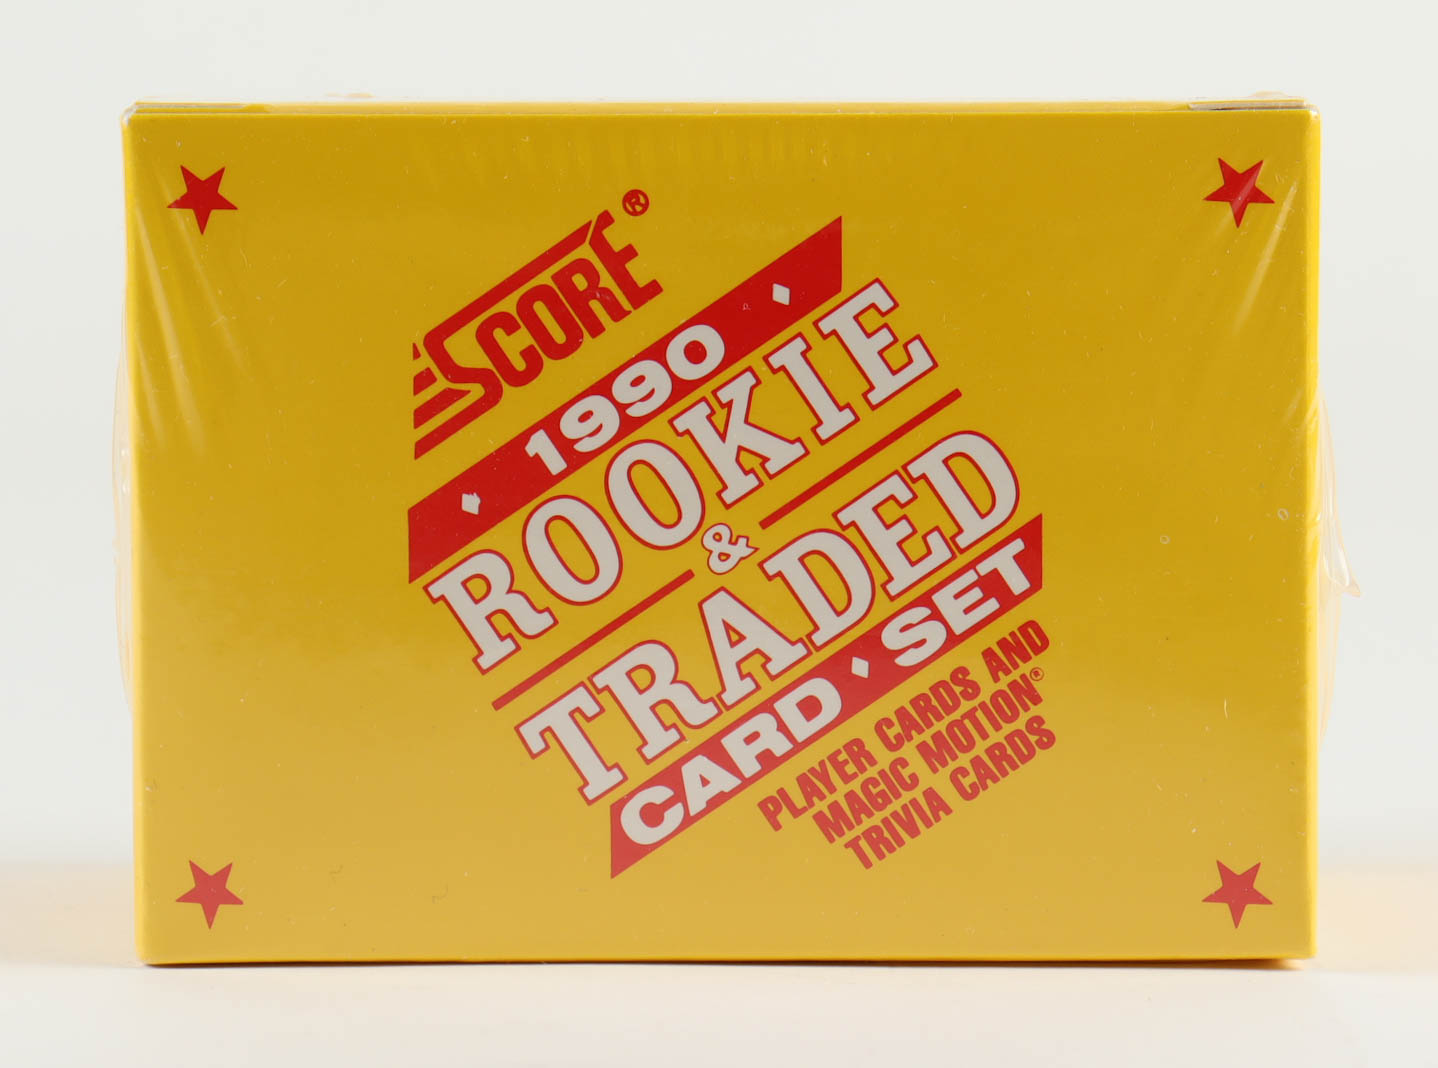 SCORE®
1990
ROOKIE
&
TRADED
CARD SET
PLAYER CARDS AND
MAGIC MOTION®
TRIVIA CARDS